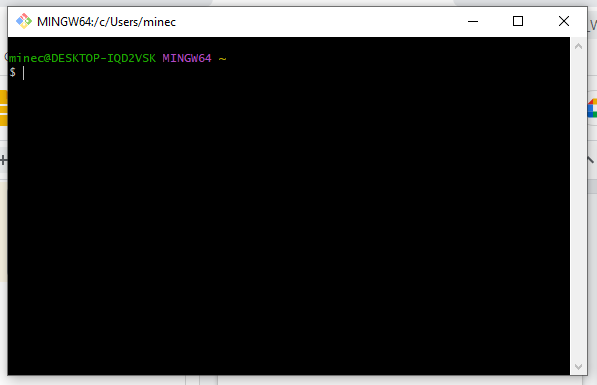 MINGW64:/c/Users/minec
minec@DESKTOP-IQD2VSK MINGW64 ~
$